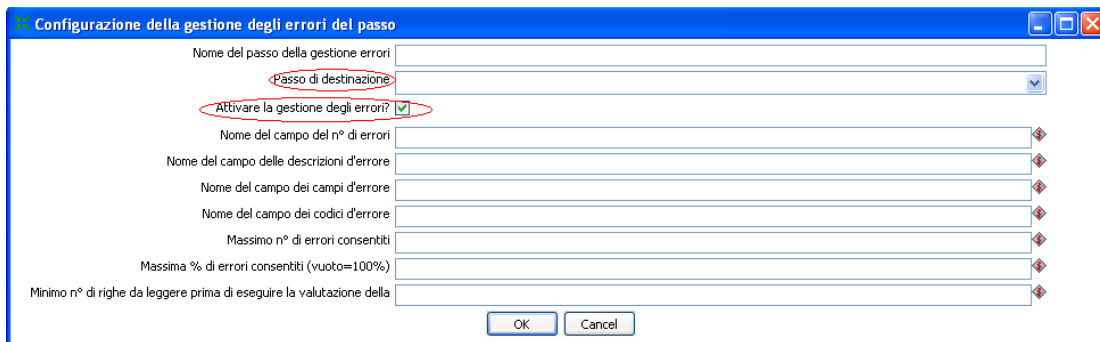 Configurazione della gestione degli errori del passo
Nome del passo della gestione errori
Passo di destinazione
Attivare la gestione degli errori?
Nome del campo del n° di errori
Nome del campo delle descrizioni d'errore
Nome del campo dei campi d'errore
Nome del campo dei codici d'errore
Massimo n° di errori consentiti
Massima % di errori consentiti (vuoto=100%)
Minimo n° di righe da leggere prima di eseguire la valutazione della
OK Cancel